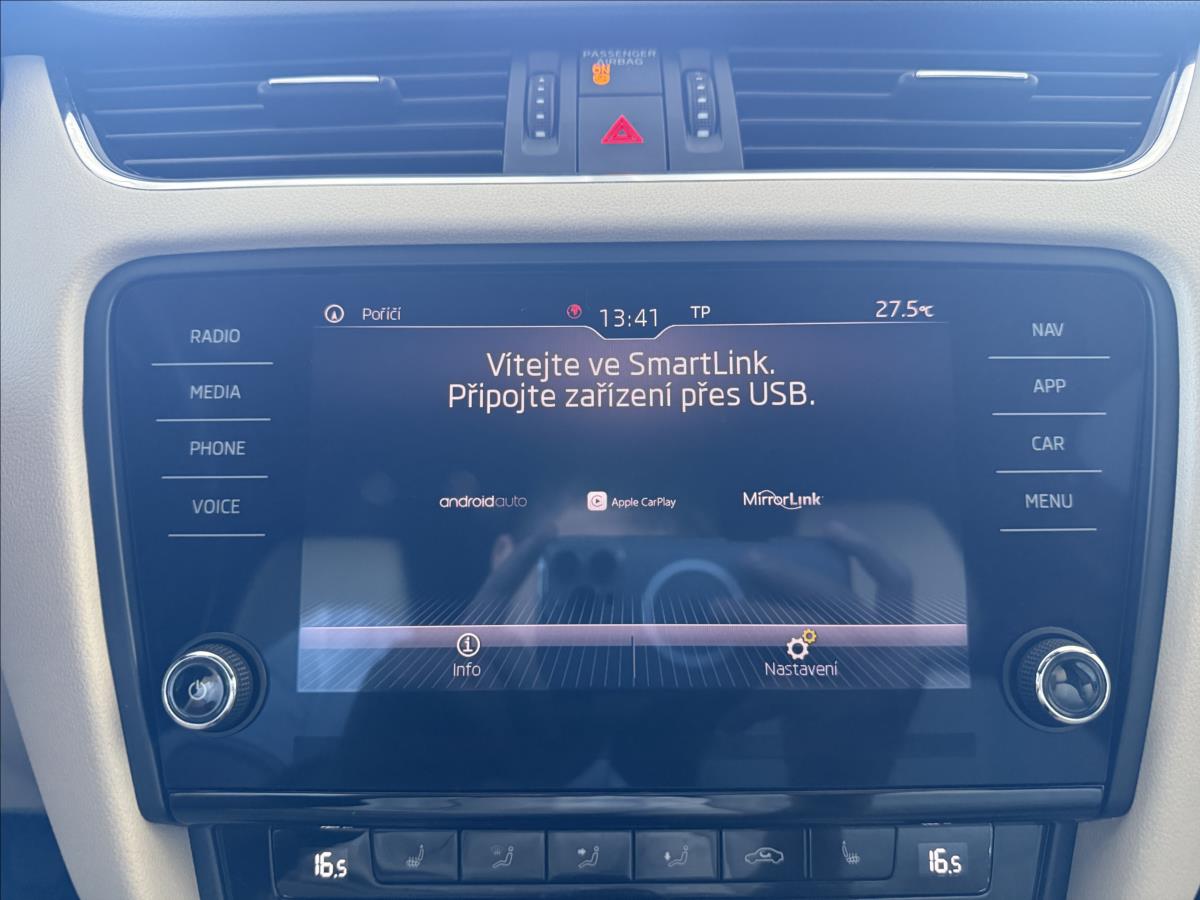 PASSENGER
AIRBAG
ON
Poříčí
13:41
TP
27.5°C
RADIO
MEDIA
PHONE
VOICE
Vítejte ve SmartLink.
Připojte zařízení přes USB.
androidauto
Apple CarPlay
MirrorLink
Info
Nastavení
NAV
APP
CAR
MENU
16.5
16.5